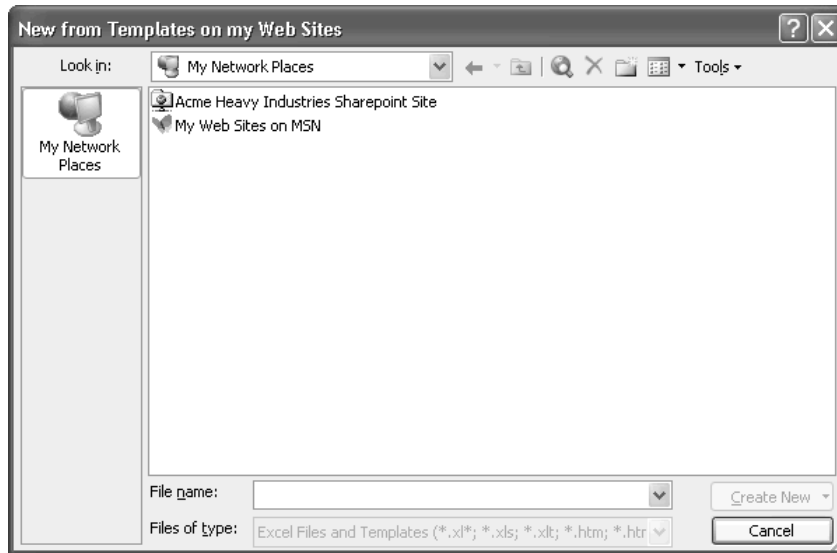 New from Templates on my Web Sites
Look in:
My Network Places
Tools
Acme Heavy Industries Sharepoint Site
My Web Sites on MSN
My Network
Places
File name:
Create New
Files of type:
Excel Files and Templates (*.xl*; *.xls; *.xlt; *.htm; *.htr
Cancel